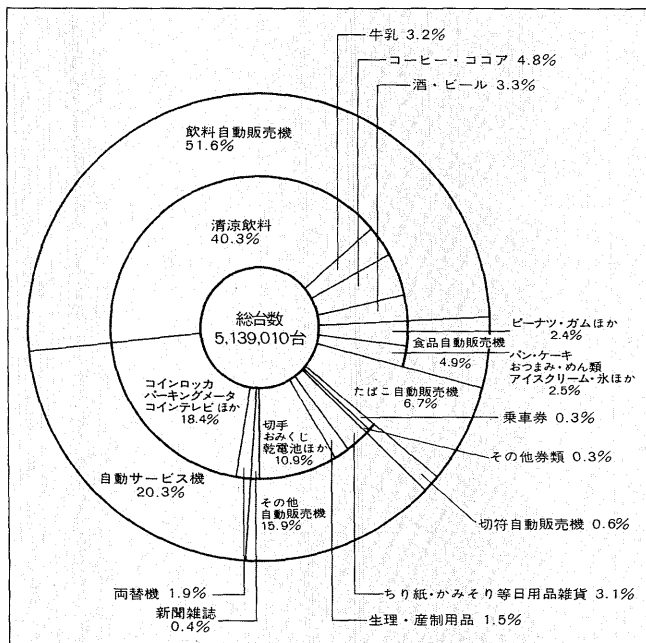 牛乳 3.2%
コーヒー・ココア 4.8%
酒・ビール 3.3%
飲料自動販売機
51.6%
清涼飲料
40.3%
総台数
5,139,010台
ピーナツ・ガムほか
2.4%
食品自動販売機
4.9%
パン・ケーキ
おつまみ・めん類
アイスクリーム・氷ほか
2.5%
たばこ自動販売機
6.7%
乗車券 0.3%
その他券類 0.3%
切符自動販売機 0.6%
コインロッカ
パーキングメータ
コインテレビほか
18.4%
切手
おみくじ
乾電池ほか
10.9%
自動サービス機
20.3%
その他
自動販売機
15.9%
両替機 1.9%
新聞雑誌
0.4%
ちり紙・かみそり等日用品雑貨 3.1%
生理・産制用品 1.5%